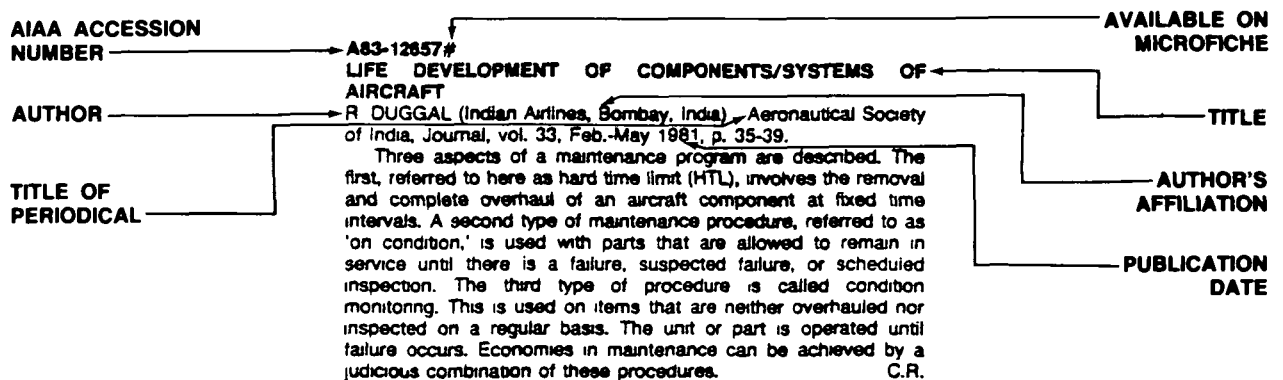 AIAA ACCESSION
NUMBER
AVAILABLE ON
MICROFICHE
A83-12657#
LIFE DEVELOPMENT OF COMPONENTS/SYSTEMS OF
AIRCRAFT
TITLE
AUTHOR
R DUGGAL (Indian Airlines, Bombay, India) Aeronautical Society
of India, Journal, vol. 33, Feb.-May 1981, p. 35-39.
Three aspects of a maintenance program are described. The
first, referred to here as hard time limit (HTL), involves the removal
and complete overhaul of an aircraft component at fixed time
intervals. A second type of maintenance procedure, referred to as
'on condition,' is used with parts that are allowed to remain in
service until there is a failure, suspected failure, or scheduled
inspection. The third type of procedure is called condition
monitoring. This is used on items that are neither overhauled nor
inspected on a regular basis. The unit or part is operated until
failure occurs. Economies in maintenance can be achieved by a
judicious combination of these procedures. C.R.
TITLE OF
PERIODICAL
AUTHOR'S
AFFILIATION
PUBLICATION
DATE